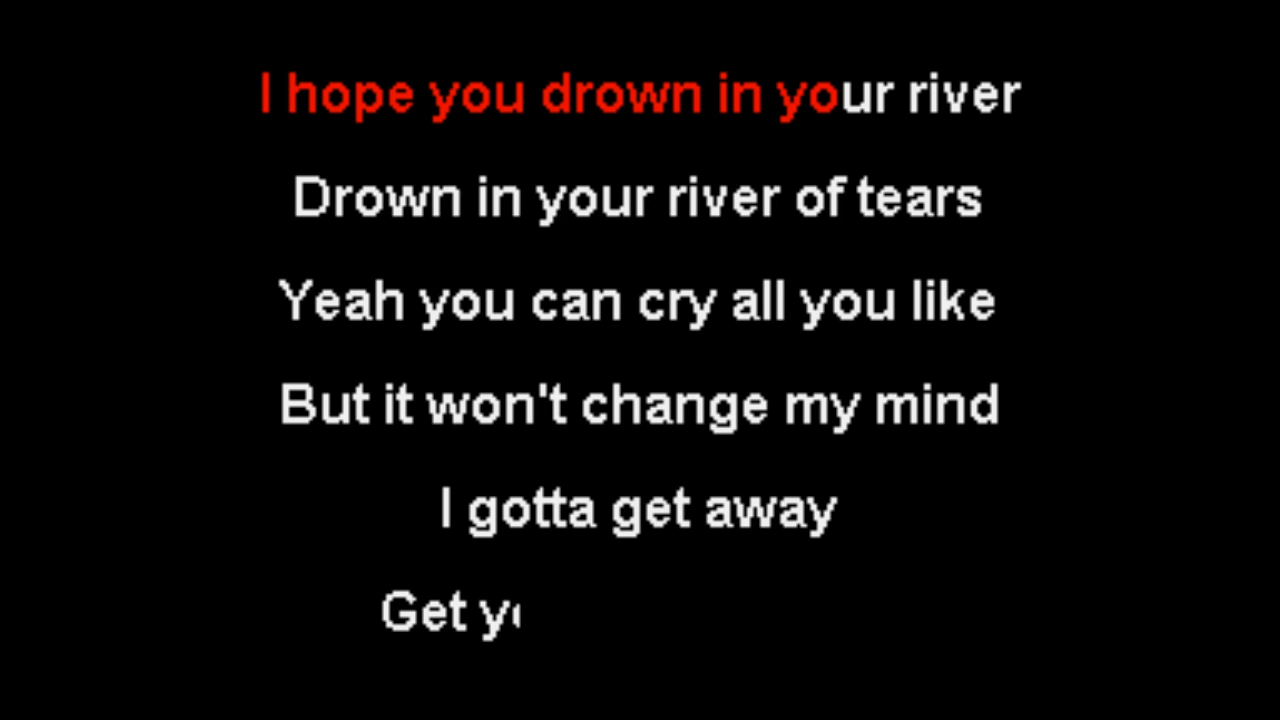 I hope you drown in your river
Drown in your river of tears
Yeah you can cry all you like
But it won't change my mind
I gotta get away
Get